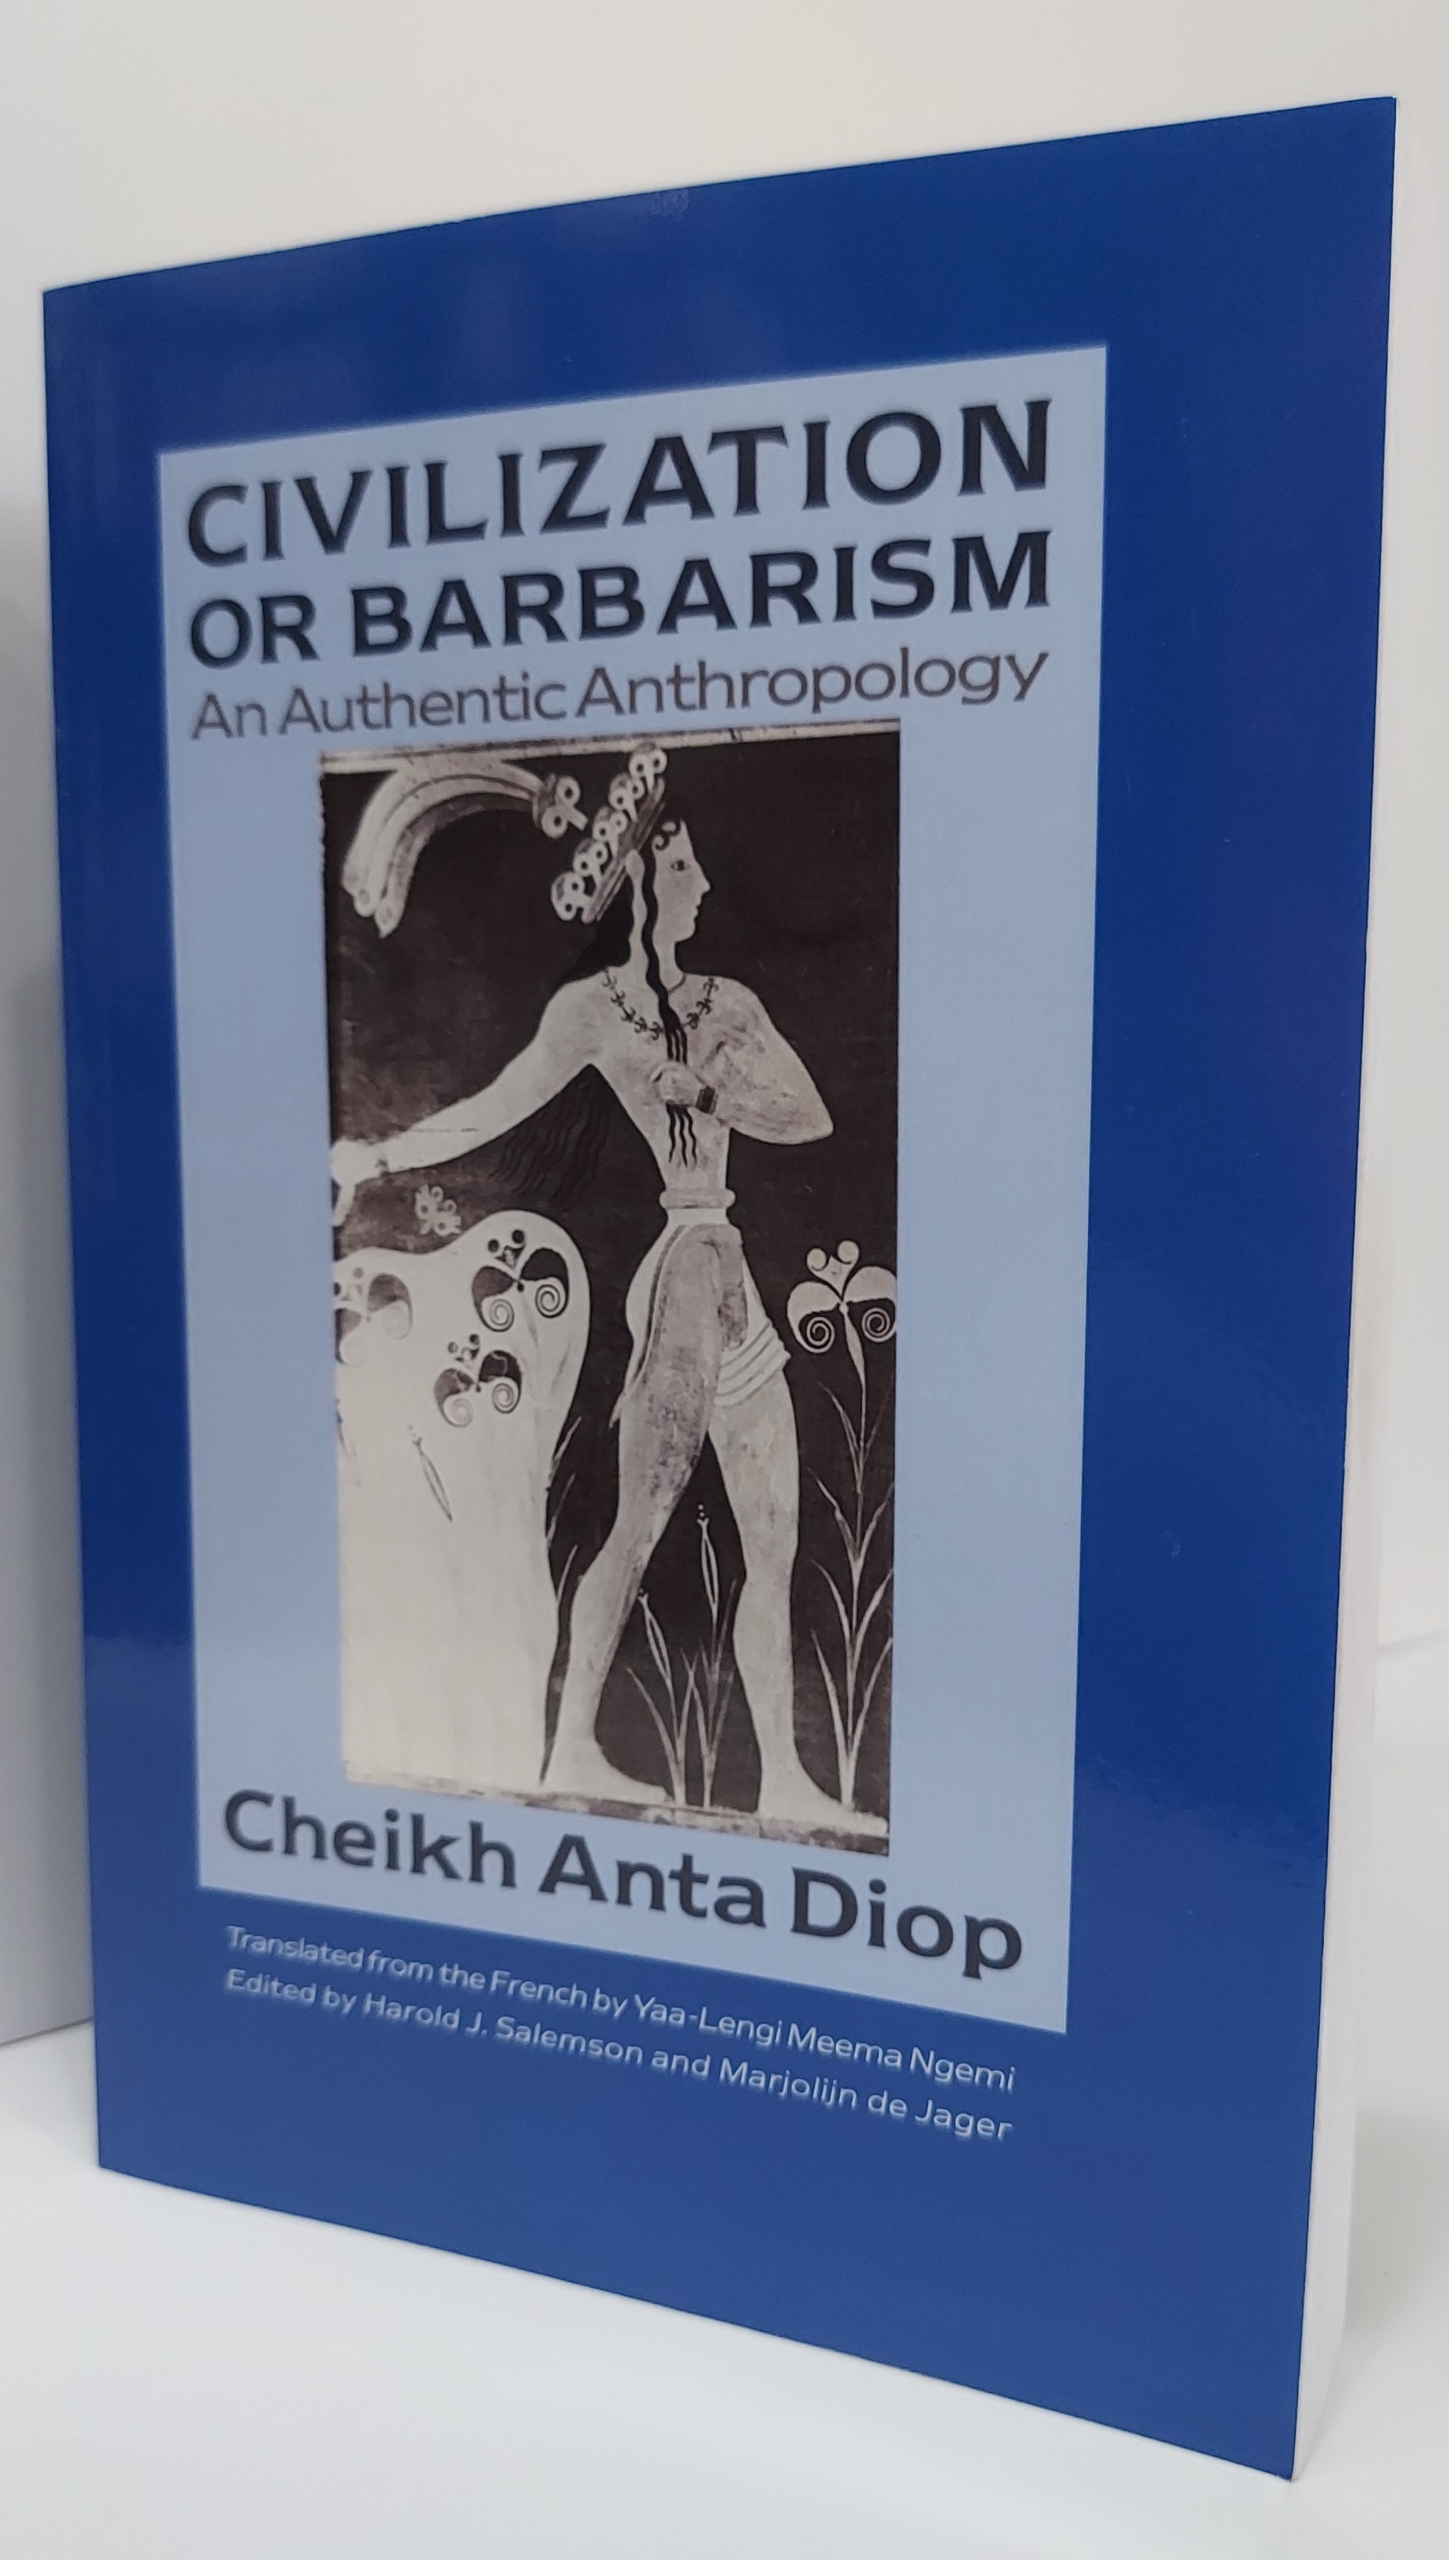 CIVILIZATION
OR BARBARISM
An Authentic Anthropology
Cheikh Anta Diop
Translated from the French by Yaa-Lengi Meema Ngemi
Edited by Harold J. Salemson and Marjolijn de Jager